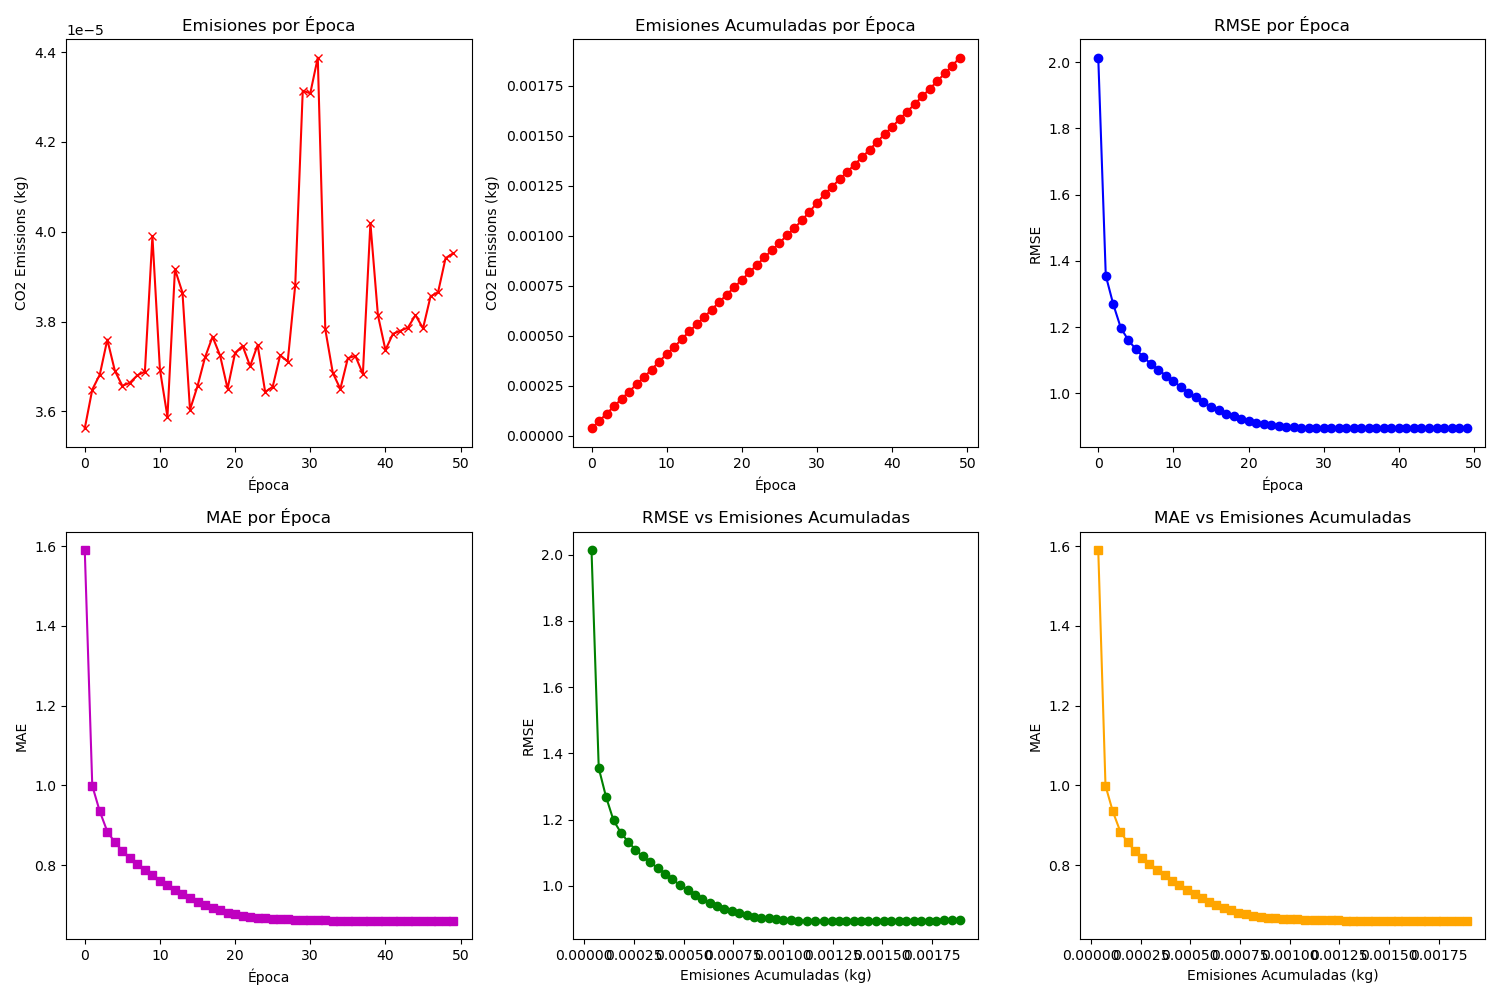 Emisiones por Época
1e−5
4.4
4.2
4.0
3.8
3.6
CO2 Emissions (kg)
0 10 20 30 40 50
Época
Emisiones Acumuladas por Época
0.00175
0.00150
0.00125
0.00100
0.00075
0.00050
0.00025
0.00000
CO2 Emissions (kg)
0 10 20 30 40 50
Época
RMSE por Época
2.0
1.8
1.6
1.4
1.2
1.0
RMSE
0 10 20 30 40 50
Época
MAE por Época
1.6
1.4
1.2
1.0
0.8
MAE
0 10 20 30 40 50
Época
RMSE vs Emisiones Acumuladas
2.0
1.8
1.6
1.4
1.2
1.0
RMSE
0.00000 0.00025 0.00050 0.00075 0.00100 0.00125 0.00150 0.00175
Emisiones Acumuladas (kg)
MAE vs Emisiones Acumuladas
1.6
1.4
1.2
1.0
0.8
MAE
0.00000 0.00025 0.00050 0.00075 0.00100 0.00125 0.00150 0.00175
Emisiones Acumuladas (kg)